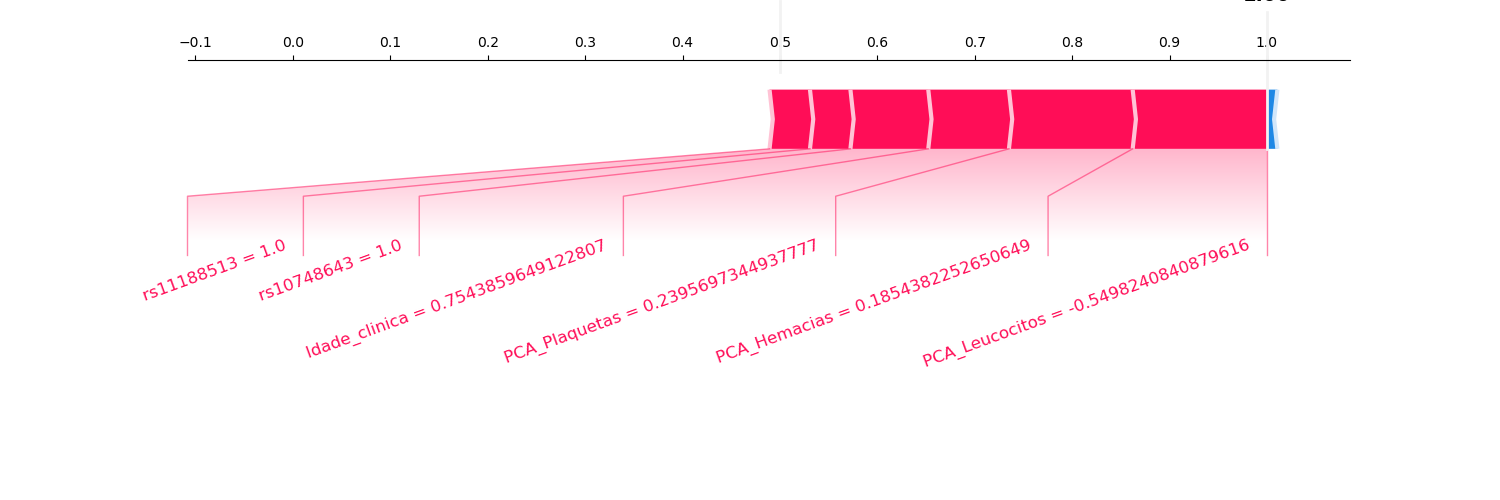 −0.1 0.0 0.1 0.2 0.3 0.4 0.5 0.6 0.7 0.8 0.9 1.0
rs11188513 = 1.0
rs10748643 = 1.0
Idade_clinica = 0.7543859649122807
PCA_Plaquetas = 0.2395697344937777
PCA_Hemacias = 0.1854382252650649
PCA_Leucocitos = -0.5498240840879616